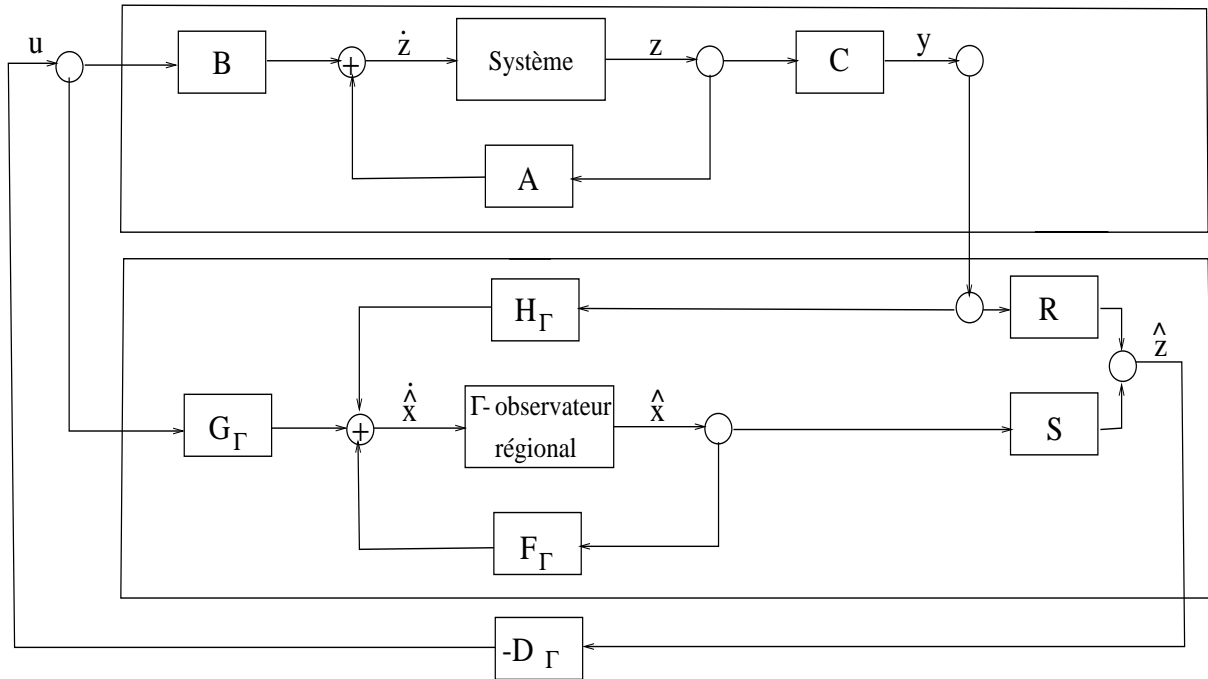 u
B
+
ż
Système
z
C
y
A
H_Γ
R
ẑ
G_Γ
+
x̂̇
Γ- observateur
régional
x̂
S
F_Γ
-D_Γ